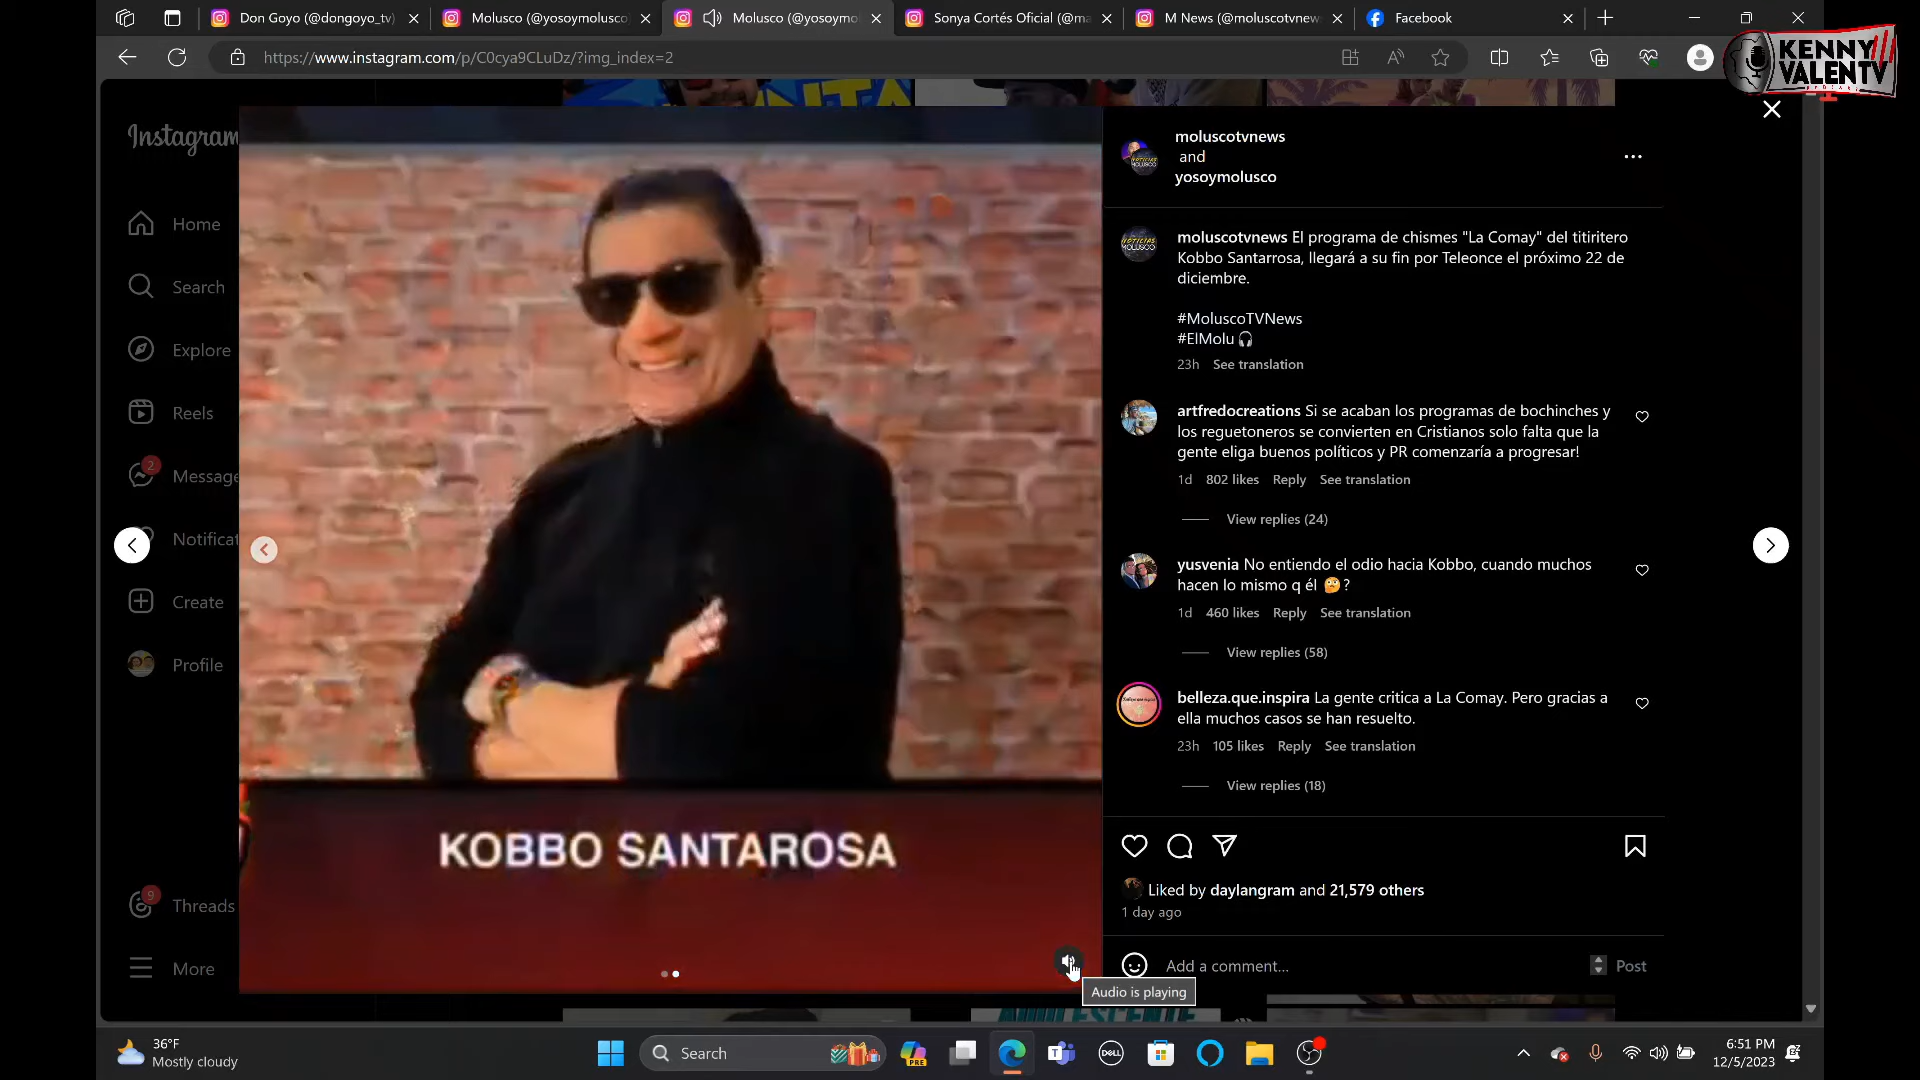 Don Goyo (@dongoyo_tv)
Molusco (@yosoymolusco
Molusco (@yosoymo
Sonya Cortés Oficial (@ma
M News (@moluscotvnew
Facebook
https://www.instagram.com/p/C0cya9CLuDz/?img_index=2
KENNY
VALENTV
PODCAST
Instagram
Home
Search
Explore
Reels
2
Message
Notificat
Create
Profile
9
Threads
More
KOBBO SANTAROSA
moluscotvnews
and
yosoymolusco
NOTICIAS
MOLUSCO
moluscotvnews El programa de chismes "La Comay" del titiritero
Kobbo Santarrosa, llegará a su fin por Teleonce el próximo 22 de
diciembre.
#MoluscoTVNews
#ElMolu🎧
23h See translation
artfredocreations Si se acaban los programas de bochinches y
los reguetoneros se convierten en Cristianos solo falta que la
gente eliga buenos políticos y PR comenzaría a progresar!
1d 802 likes Reply See translation
View replies (24)
yusvenia No entiendo el odio hacia Kobbo, cuando muchos
hacen lo mismo q él 🤔?
1d 460 likes Reply See translation
View replies (58)
belleza.que.inspira La gente critica a La Comay. Pero gracias a
ella muchos casos se han resuelto.
23h 105 likes Reply See translation
View replies (18)
Liked by daylangram and 21,579 others
1 day ago
Add a comment...
Post
Audio is playing
ADOLESCENTE
36°F
Mostly cloudy
Search
PRE
DELL
6:51 PM
12/5/2023